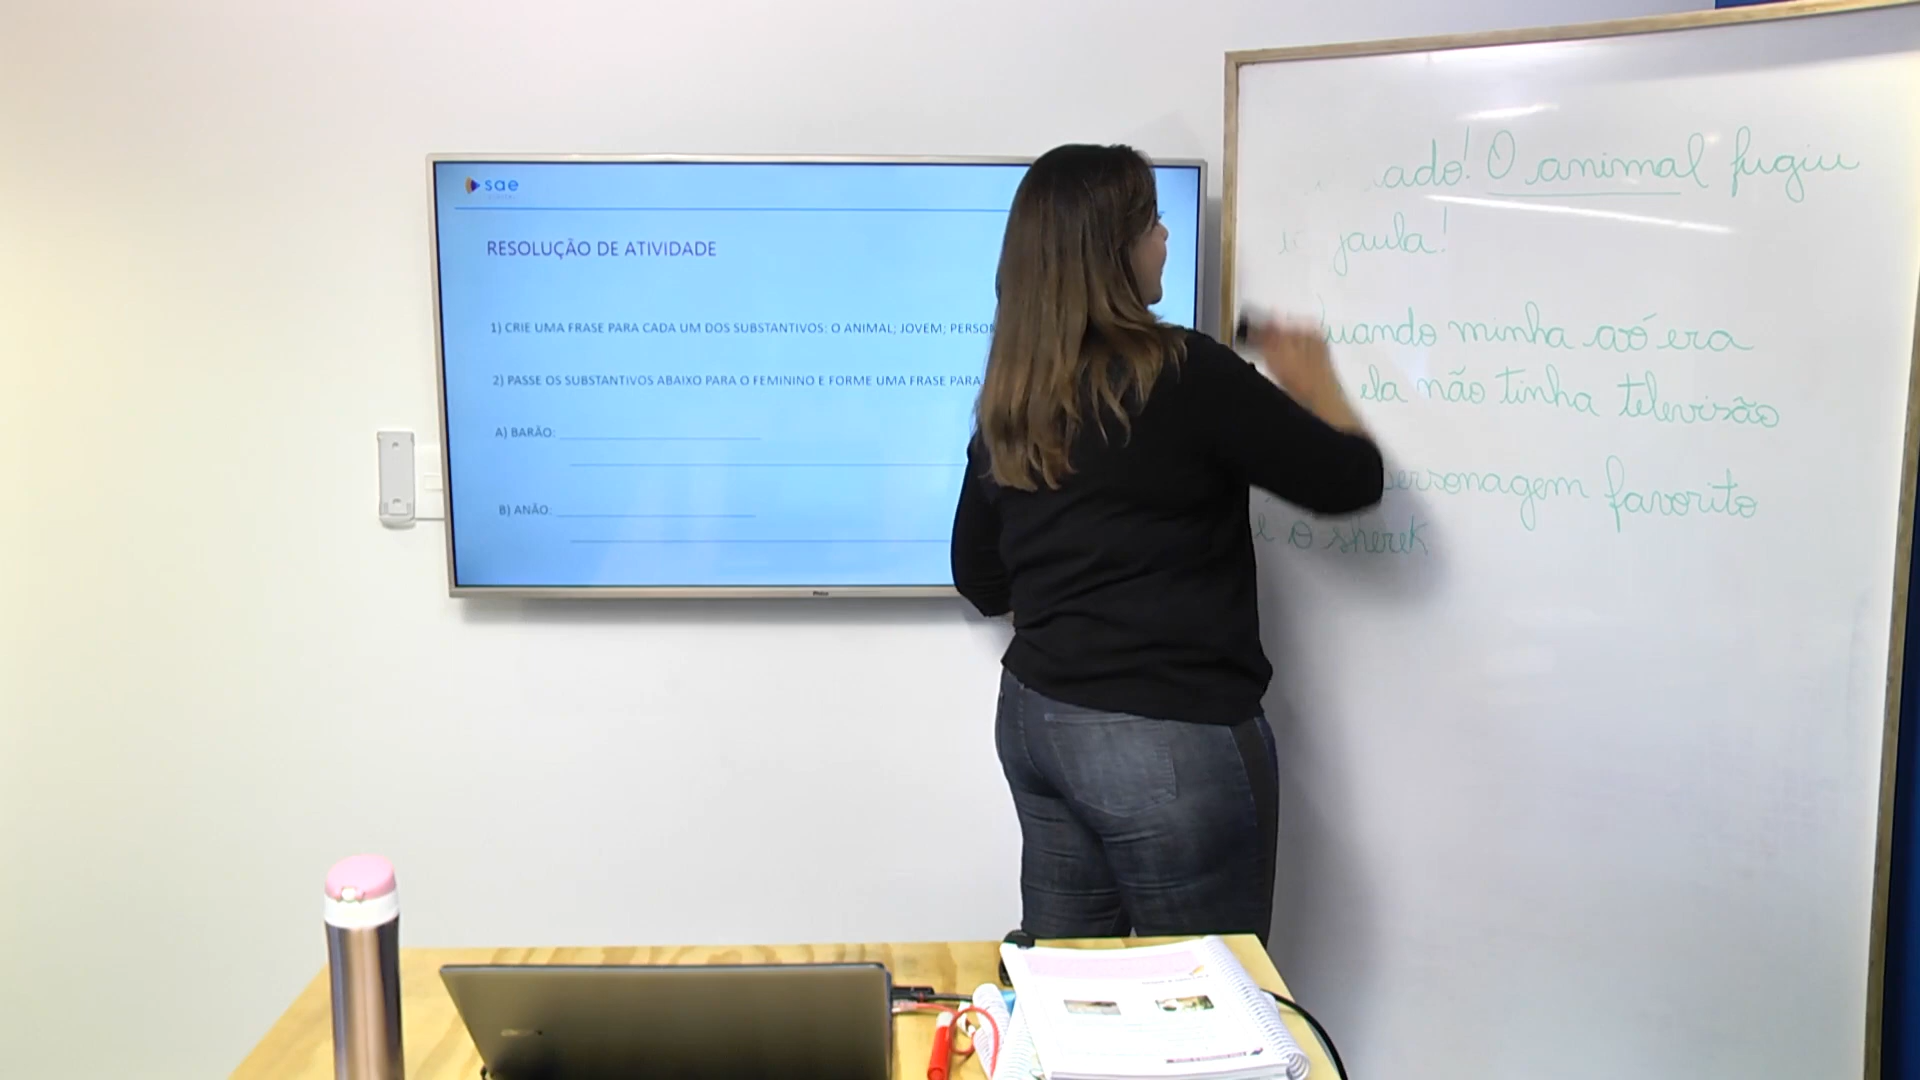 sae
RESOLUÇÃO DE ATIVIDADE
1) CRIE UMA FRASE PARA CADA UM DOS SUBSTANTIVOS: O ANIMAL; JOVEM; PERSON
2) PASSE OS SUBSTANTIVOS ABAIXO PARA O FEMININO E FORME UMA FRASE PARA
A) BARÃO:
B) ANÃO:
ado! O animal fugiu
jaula!
uando minha avó era
ela não tinha televisão
personagem favorito
é o sherek